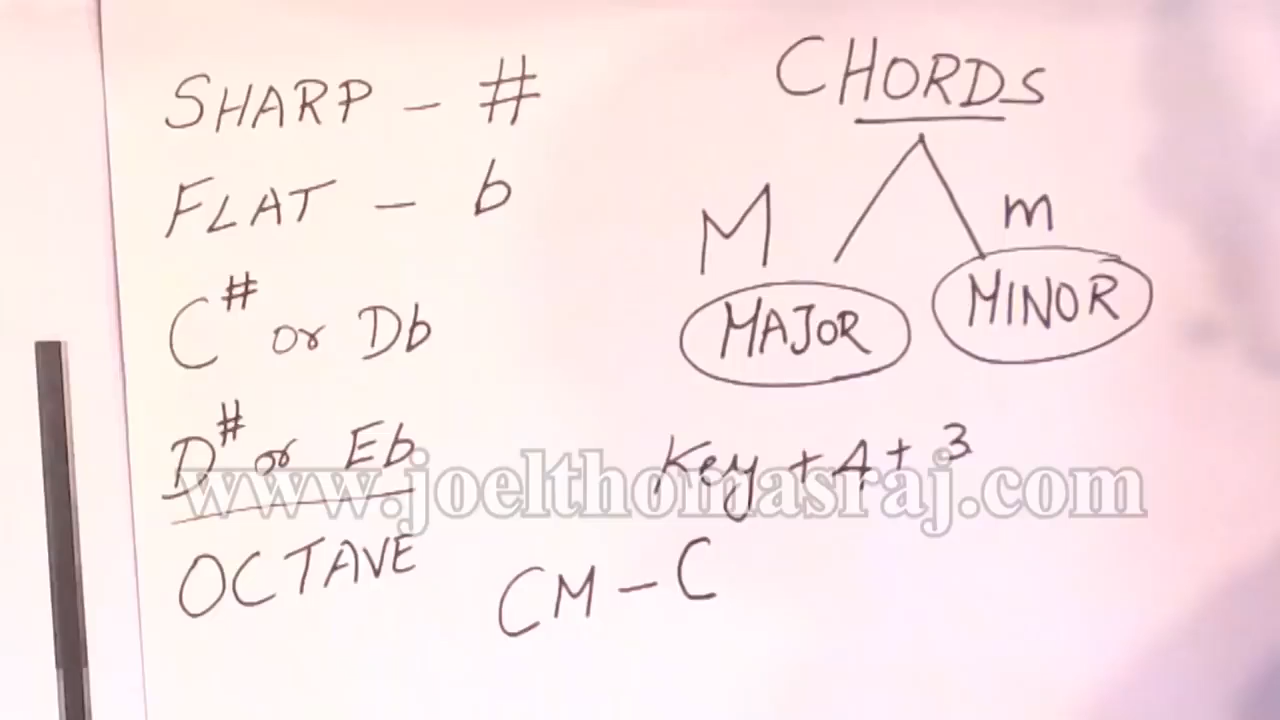 SHARP - #
FLAT - b
C# or Db
D# or Eb
OCTAVE
CHORDS
M
MAJOR
m
MINOR
Key + 4 + 3
CM - C
www.joelthomasraj.com